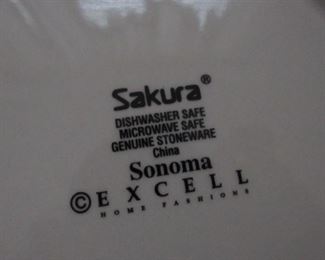 Sakura®
DISHWASHER SAFE
MICROWAVE SAFE
GENUINE STONEWARE
China
Sonoma
© EXCELL
HOME FASHIONS